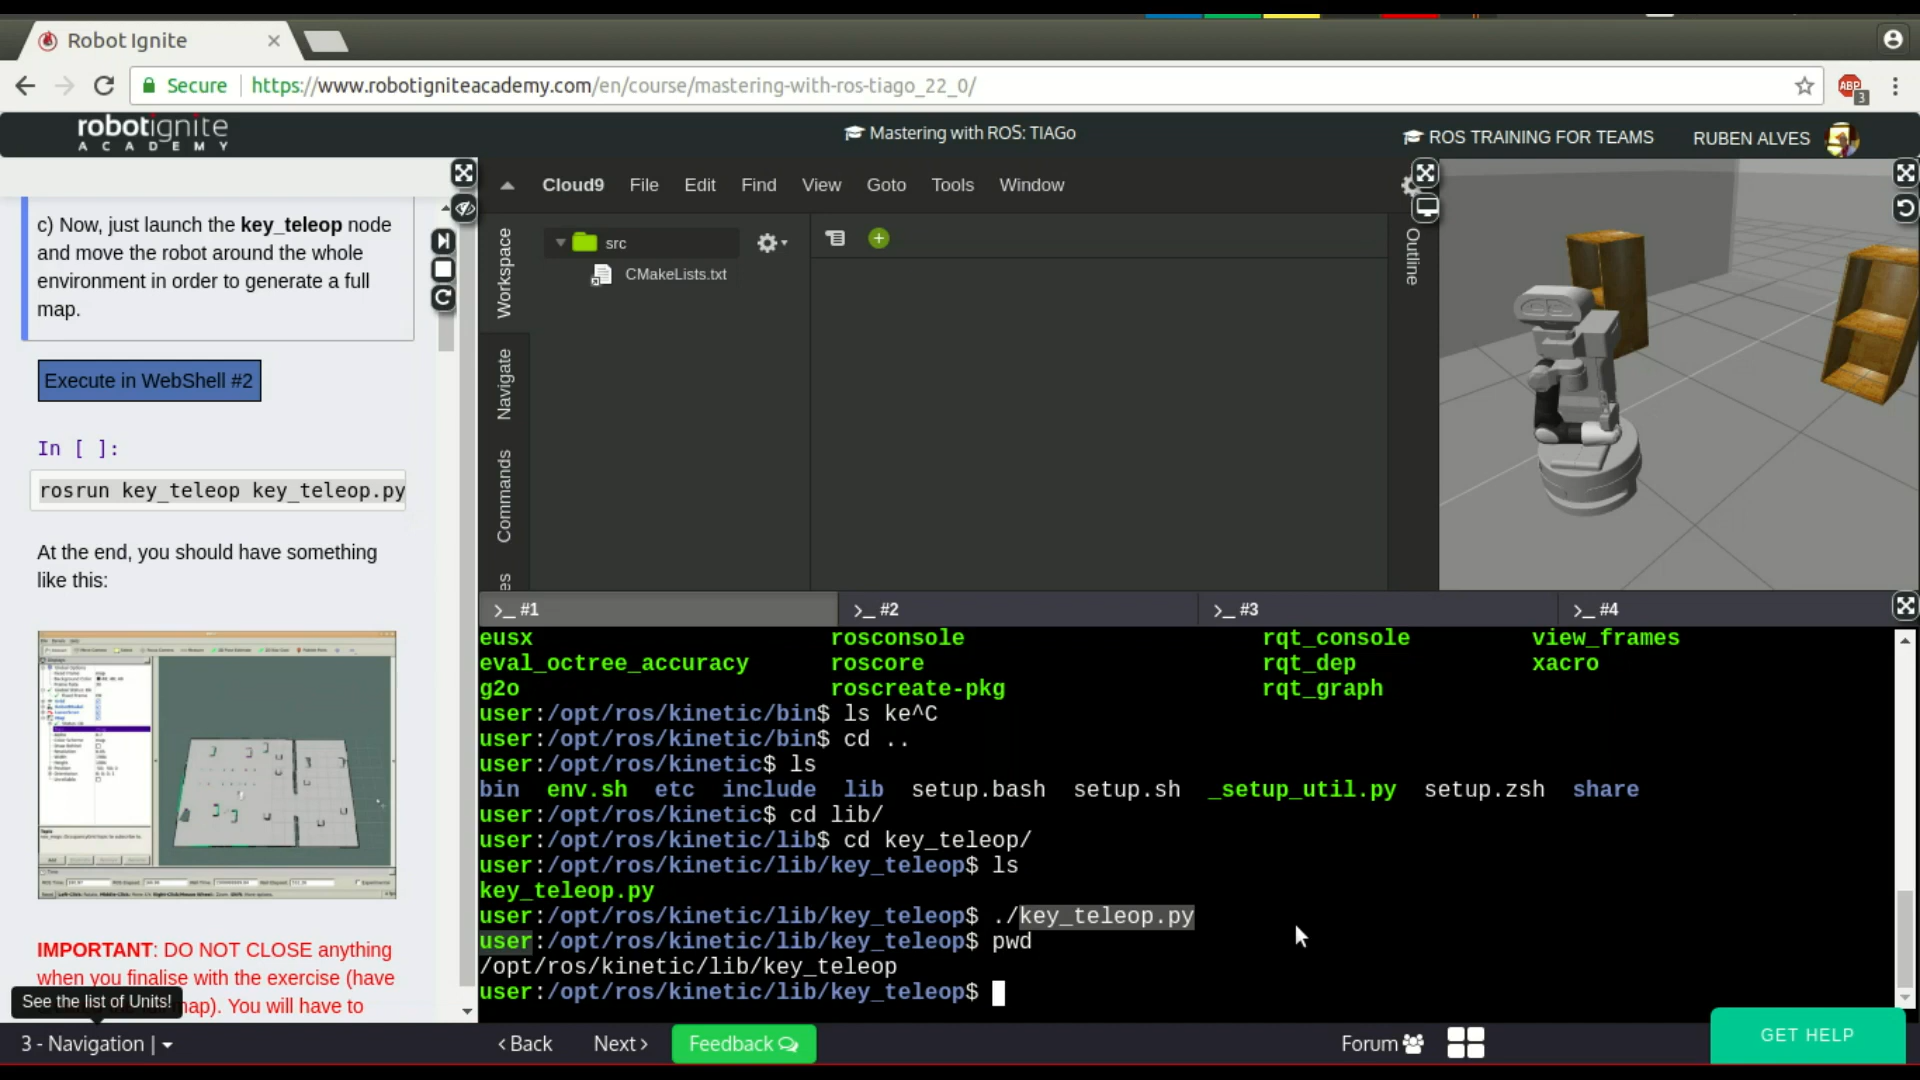 Robot Ignite
Secure https://www.robotigniteacademy.com/en/course/mastering-with-ros-tiago_22_0/
ABP
3
robotignite
ACADEMY
Mastering with ROS: TIAGo
ROS TRAINING FOR TEAMS
RUBEN ALVES
c) Now, just launch the key_teleop node
and move the robot around the whole
environment in order to generate a full
map.
Execute in WebShell #2
In [ ]:
rosrun key_teleop key_teleop.py
At the end, you should have something
like this:
IMPORTANT: DO NOT CLOSE anything
when you finalise with the exercise (have
map). You will have to
See the list of Units!
Cloud9 File Edit Find View Goto Tools Window
Workspace
Navigate
Commands
es
src
CMakeLists.txt
Outline
>_ #1 >_ #2 >_ #3 >_ #4
eusx rosconsole rqt_console view_frames
eval_octree_accuracy roscore rqt_dep xacro
g2o roscreate-pkg rqt_graph
user:/opt/ros/kinetic/bin$ ls ke^C
user:/opt/ros/kinetic/bin$ cd ..
user:/opt/ros/kinetic$ ls
bin env.sh etc include lib setup.bash setup.sh _setup_util.py setup.zsh share
user:/opt/ros/kinetic$ cd lib/
user:/opt/ros/kinetic/lib$ cd key_teleop/
user:/opt/ros/kinetic/lib/key_teleop$ ls
key_teleop.py
user:/opt/ros/kinetic/lib/key_teleop$ ./key_teleop.py
user:/opt/ros/kinetic/lib/key_teleop$ pwd
/opt/ros/kinetic/lib/key_teleop
user:/opt/ros/kinetic/lib/key_teleop$
3 - Navigation |
< Back Next > Feedback
Forum
GET HELP